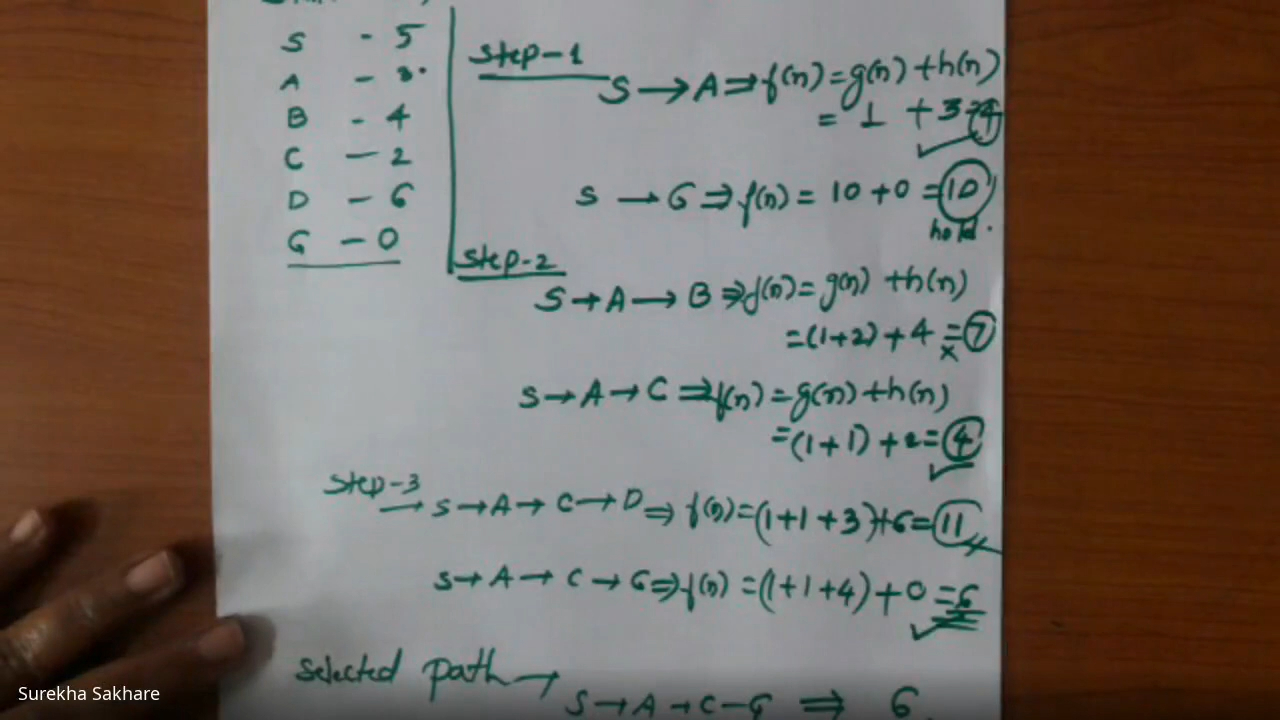 S - 5
A - 3
B - 4
C - 2
D - 6
G - 0
Step-1
S → A ⇒ f(n) = g(n) + h(n)
= 1 + 3 = 4
S → G ⇒ f(n) = 10 + 0 = 10
hold.
Step-2
S → A → B ⇒ f(n) = g(n) + h(n)
= (1+2) + 4 = 7
x
S → A → C ⇒ f(n) = g(n) + h(n)
= (1+1) + 2 = 4
Step-3
S → A → C → D ⇒ f(n) = (1+1+3) + 6 = 11
S → A → C → G ⇒ f(n) = (1+1+4) + 0 = 6
Selected path →
S → A → C - G ⇒ 6.
Surekha Sakhare